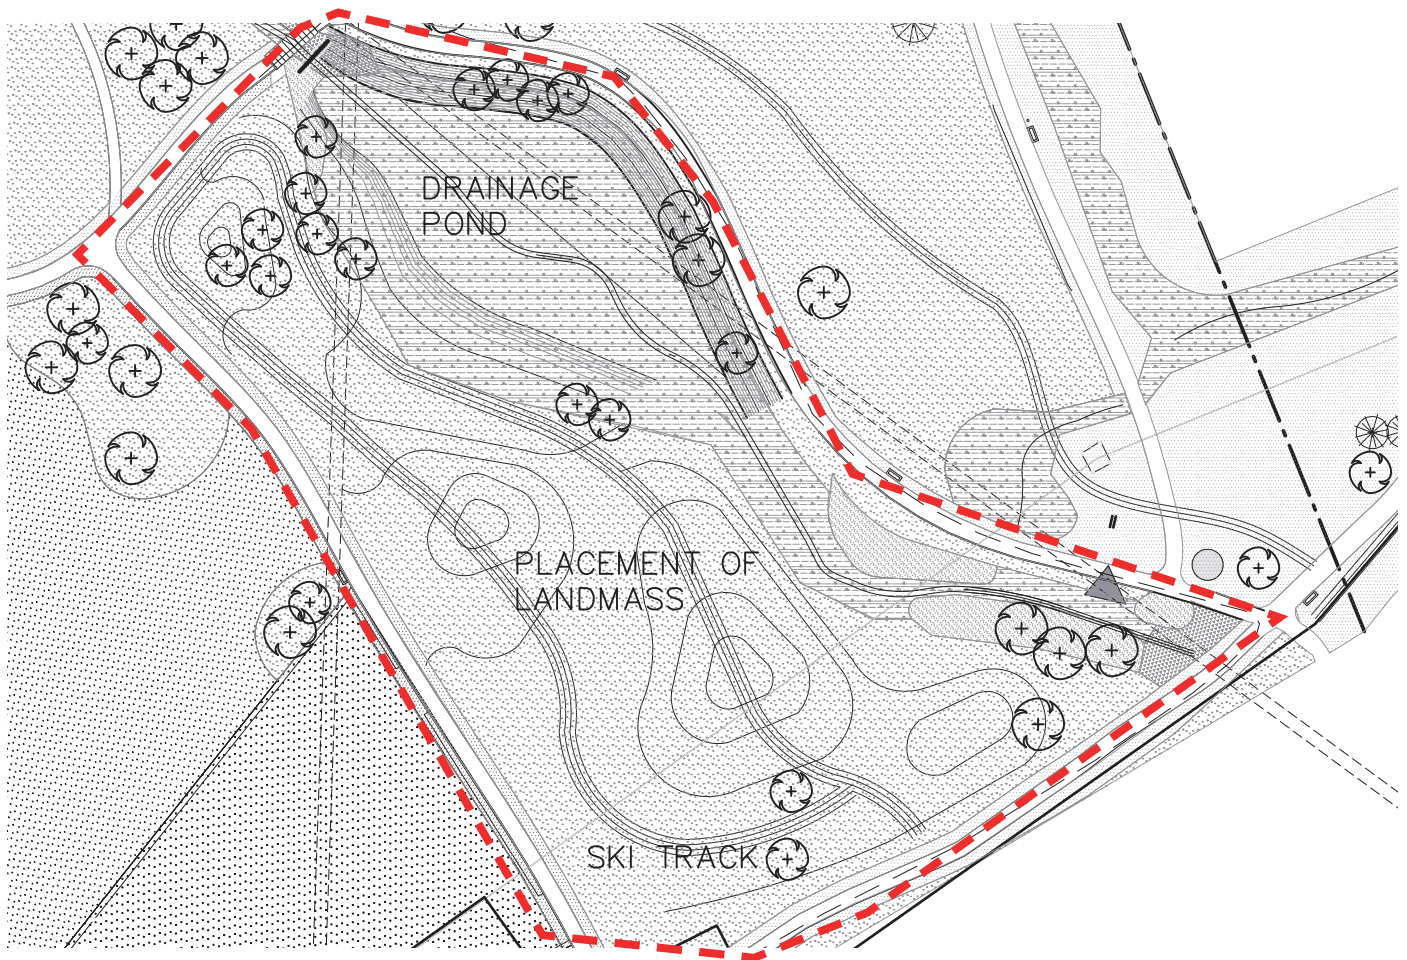 DRAINAGE
POND
PLACEMENT OF
LANDMASS
SKI TRACK